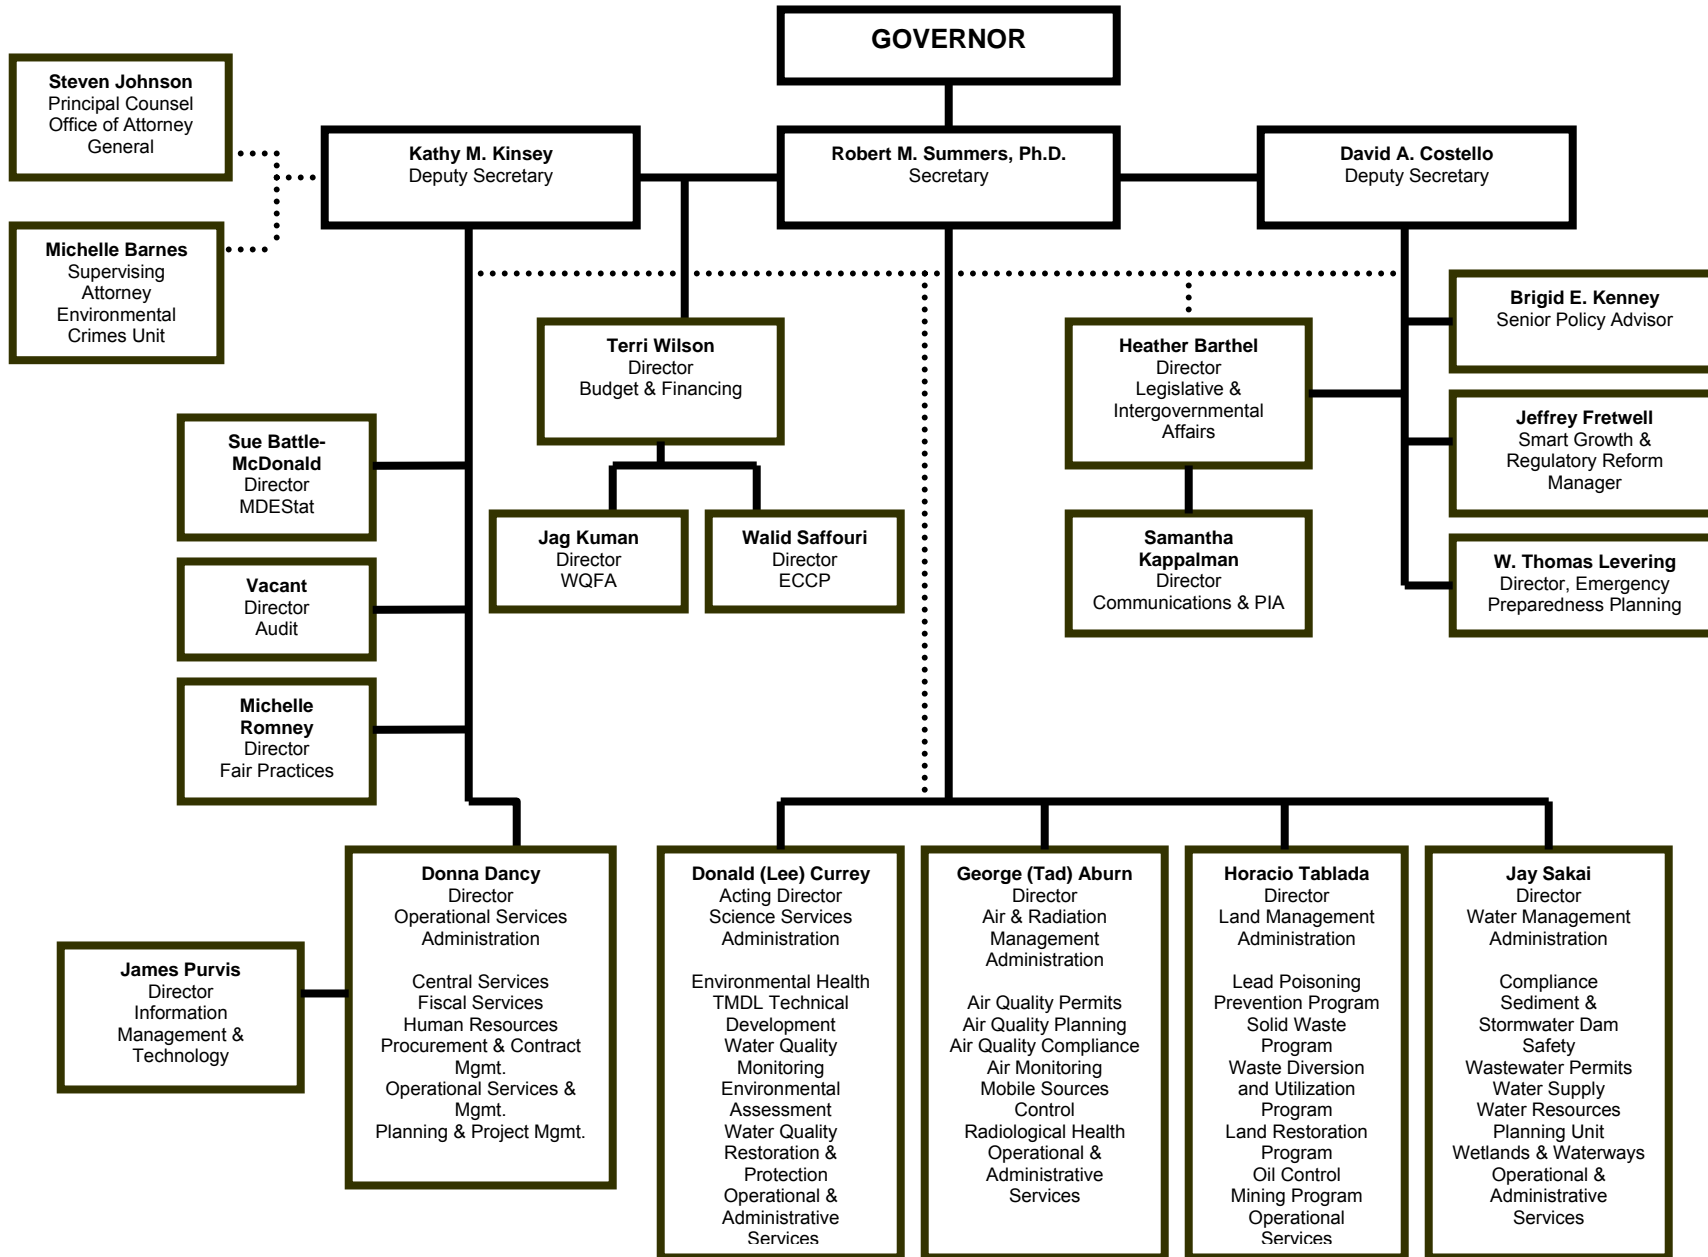 GOVERNOR
Steven Johnson
Principal Counsel
Office of Attorney
General
Kathy M. Kinsey
Deputy Secretary
Robert M. Summers, Ph.D.
Secretary
David A. Costello
Deputy Secretary
Michelle Barnes
Supervising
Attorney
Environmental
Crimes Unit
Brigid E. Kenney
Senior Policy Advisor
Terri Wilson
Director
Budget & Financing
Heather Barthel
Director
Legislative &
Intergovernmental
Affairs
Jeffrey Fretwell
Smart Growth &
Regulatory Reform
Manager
Sue Battle-
McDonald
Director
MDEStat
Jag Kuman
Director
WQFA
Walid Saffouri
Director
ECCP
Samantha
Kappalman
Director
Communications & PIA
W. Thomas Levering
Director, Emergency
Preparedness Planning
Vacant
Director
Audit
Michelle
Romney
Director
Fair Practices
James Purvis
Director
Information
Management &
Technology
Donna Dancy
Director
Operational Services
Administration
Central Services
Fiscal Services
Human Resources
Procurement & Contract
Mgmt.
Operational Services &
Mgmt.
Planning & Project Mgmt.
Donald (Lee) Currey
Acting Director
Science Services
Administration
Environmental Health
TMDL Technical
Development
Water Quality
Monitoring
Environmental
Assessment
Water Quality
Restoration &
Protection
Operational &
Administrative
Services
George (Tad) Aburn
Director
Air & Radiation
Management
Administration
Air Quality Permits
Air Quality Planning
Air Quality Compliance
Air Monitoring
Mobile Sources
Control
Radiological Health
Operational &
Administrative
Services
Horacio Tablada
Director
Land Management
Administration
Lead Poisoning
Prevention Program
Solid Waste
Program
Waste Diversion
and Utilization
Program
Land Restoration
Program
Oil Control
Mining Program
Operational
Services
Jay Sakai
Director
Water Management
Administration
Compliance
Sediment &
Stormwater Dam
Safety
Wastewater Permits
Water Supply
Water Resources
Planning Unit
Wetlands & Waterways
Operational &
Administrative
Services